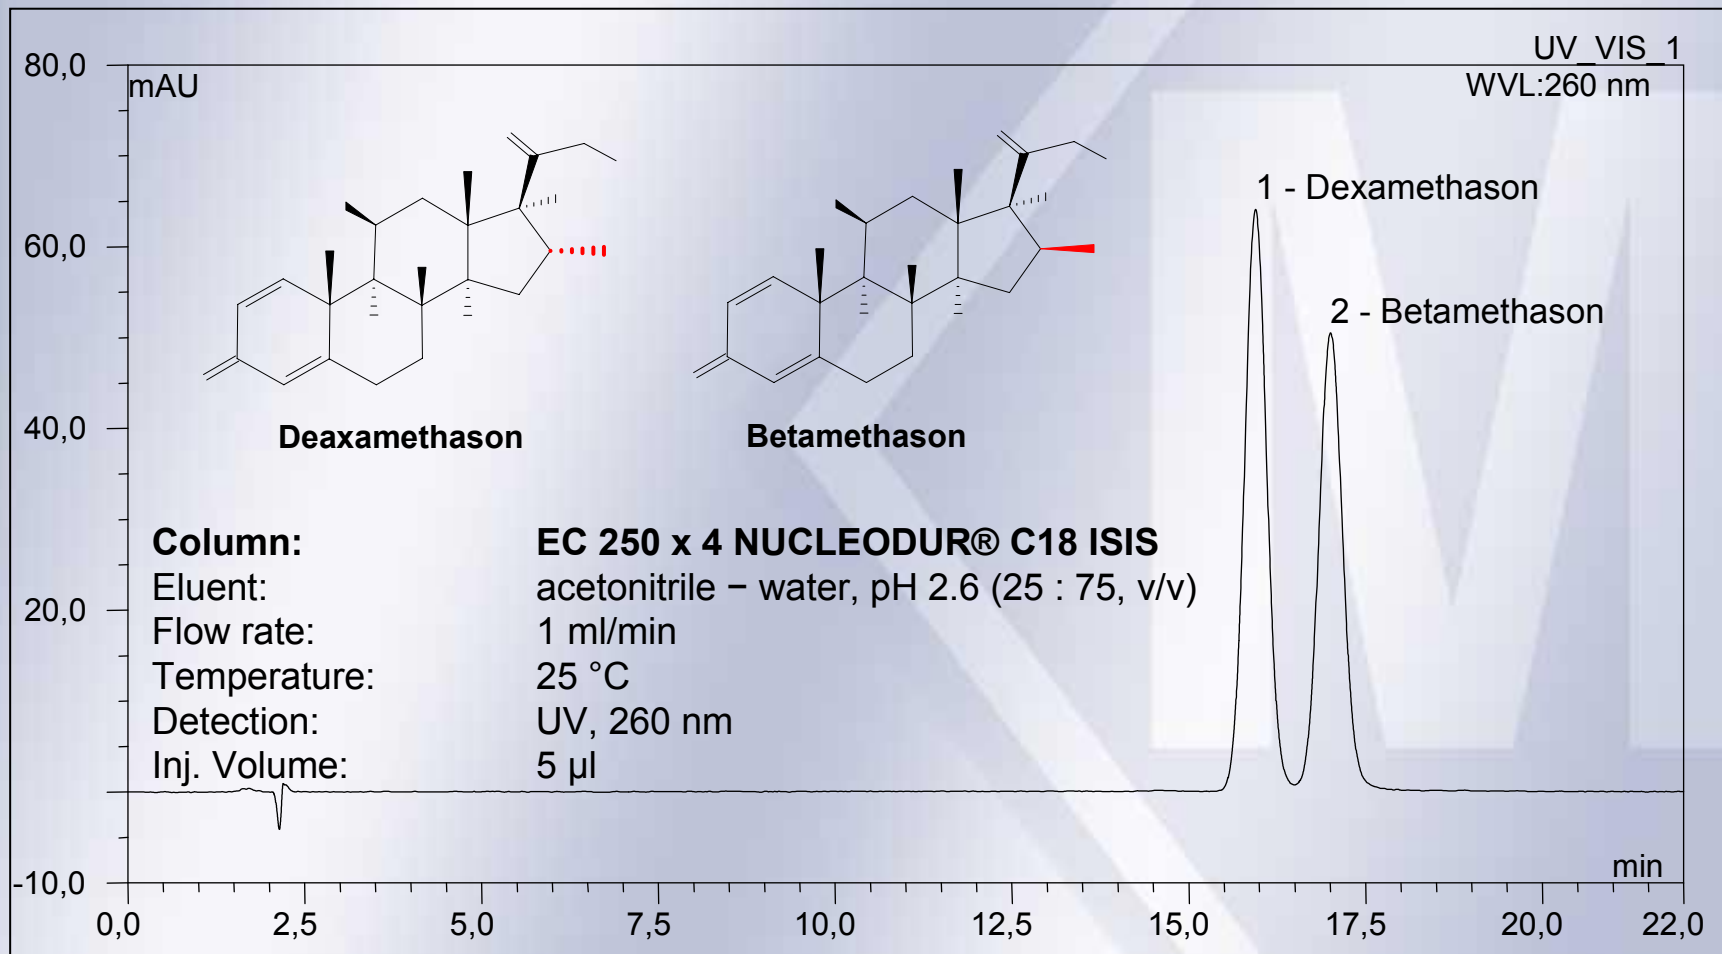 UV_VIS_1
WVL:260 nm
80,0
mAU
60,0
40,0
20,0
-10,0
1 - Dexamethason
2 - Betamethason
Deaxamethason
Betamethason
Column: EC 250 x 4 NUCLEODUR® C18 ISIS
Eluent: acetonitrile – water, pH 2.6 (25 : 75, v/v)
Flow rate: 1 ml/min
Temperature: 25 °C
Detection: UV, 260 nm
Inj. Volume: 5 µl
min
0,0 2,5 5,0 7,5 10,0 12,5 15,0 17,5 20,0 22,0